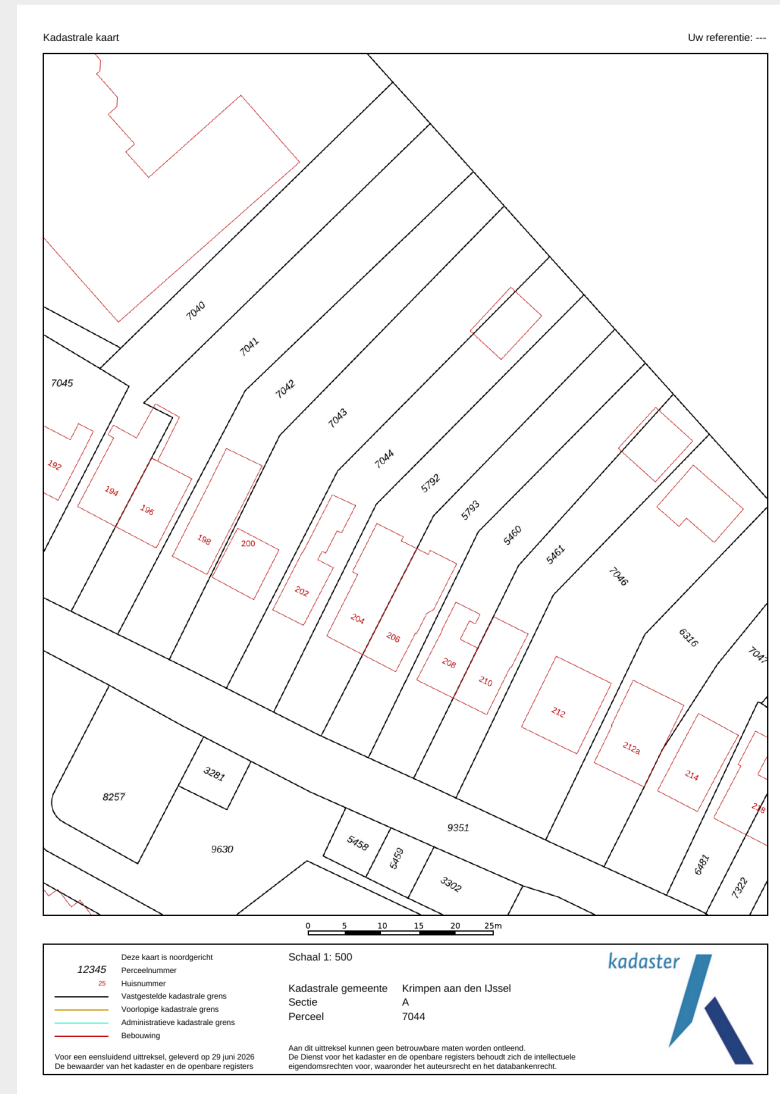 Kadastrale kaart
Uw referentie: ---
7040
7041
7042
7045
7043
7044
5792
5793
5460
5461
7046
6316
7047
192
194
196
198
200
202
204
206
208
210
212
212a
214
218
8257
3281
9630
9351
5458
5459
3302
6481
7322
0 5 10 15 20 25m
Deze kaart is noordgericht
12345 Perceelnummer
25 Huisnummer
Vastgestelde kadastrale grens
Voorlopige kadastrale grens
Administratieve kadastrale grens
Bebouwing
Voor een eensluidend uittreksel, geleverd op 29 juni 2026
De bewaarder van het kadaster en de openbare registers
Schaal 1: 500
Kadastrale gemeente Krimpen aan den IJssel
Sectie A
Perceel 7044
Aan dit uittreksel kunnen geen betrouwbare maten worden ontleend.
De Dienst voor het kadaster en de openbare registers behoudt zich de intellectuele
eigendomsrechten voor, waaronder het auteursrecht en het databankenrecht.
kadaster